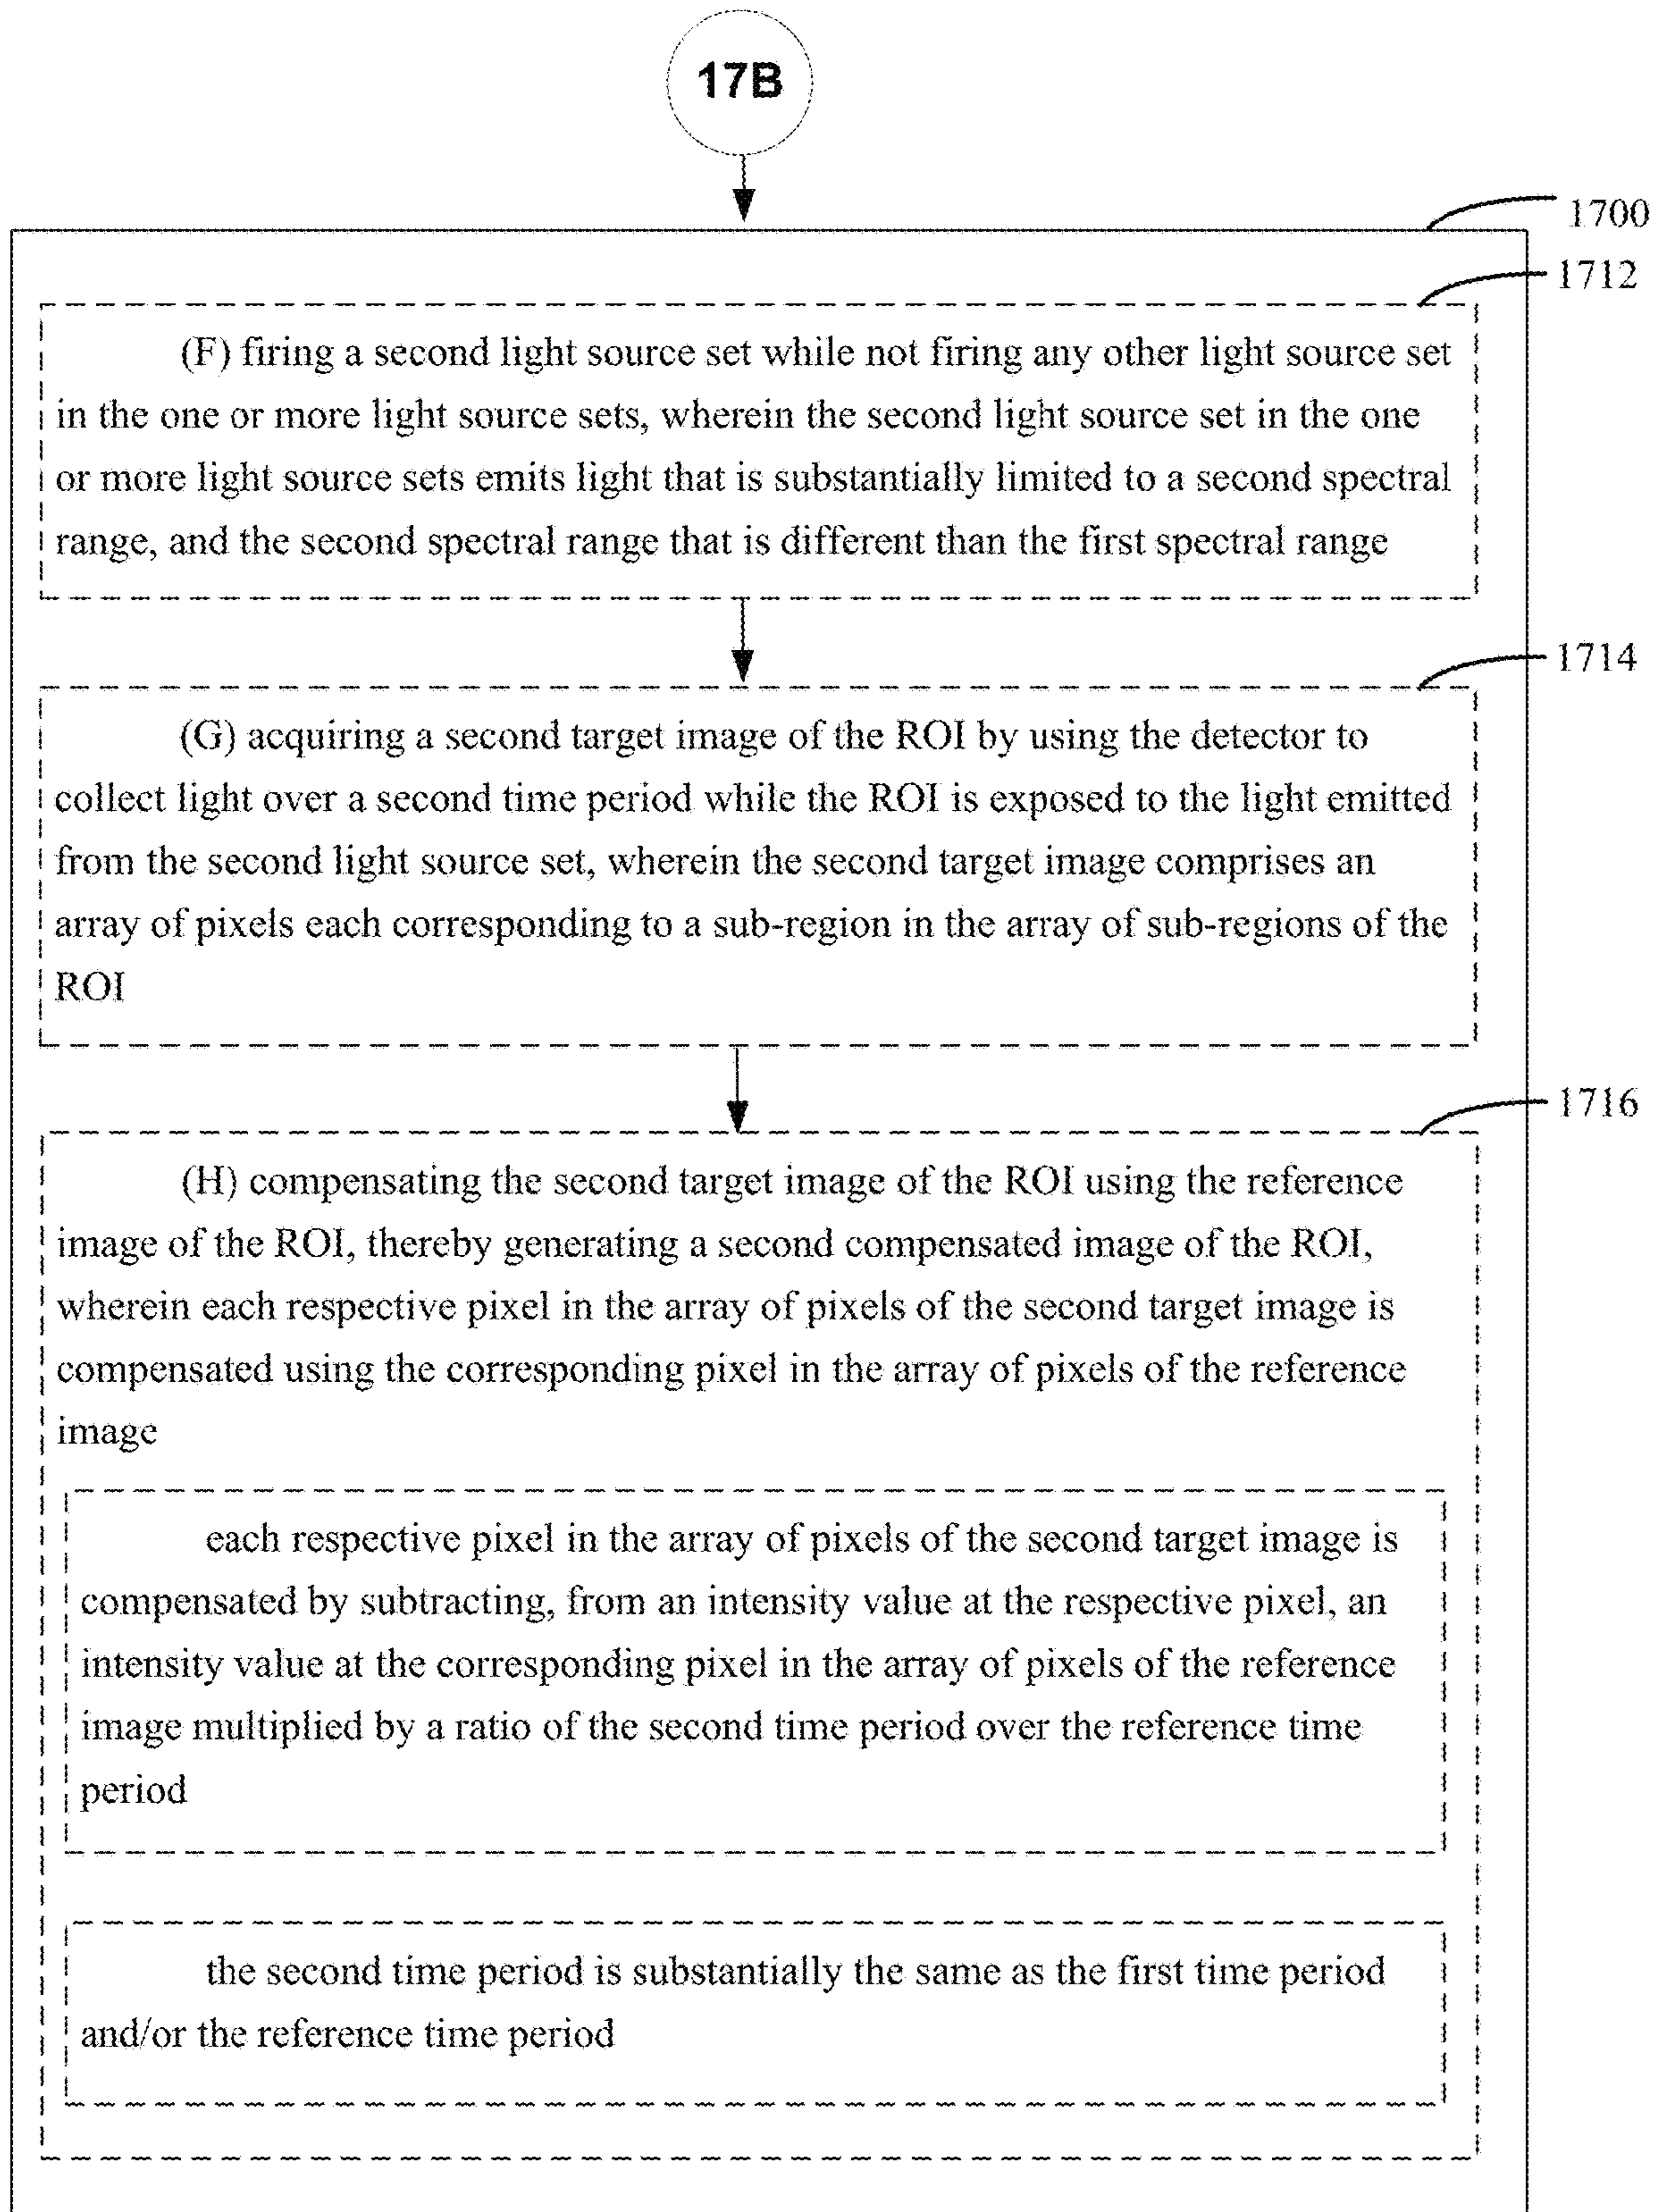 17B
1700
1712
(F) firing a second light source set while not firing any other light source set
in the one or more light source sets, wherein the second light source set in the one
or more light source sets emits light that is substantially limited to a second spectral
range, and the second spectral range that is different than the first spectral range
1714
(G) acquiring a second target image of the ROI by using the detector to
collect light over a second time period while the ROI is exposed to the light emitted
from the second light source set, wherein the second target image comprises an
array of pixels each corresponding to a sub-region in the array of sub-regions of the
ROI
1716
(H) compensating the second target image of the ROI using the reference
image of the ROI, thereby generating a second compensated image of the ROI,
wherein each respective pixel in the array of pixels of the second target image is
compensated using the corresponding pixel in the array of pixels of the reference
image
each respective pixel in the array of pixels of the second target image is
compensated by subtracting, from an intensity value at the respective pixel, an
intensity value at the corresponding pixel in the array of pixels of the reference
image multiplied by a ratio of the second time period over the reference time
period
the second time period is substantially the same as the first time period
and/or the reference time period